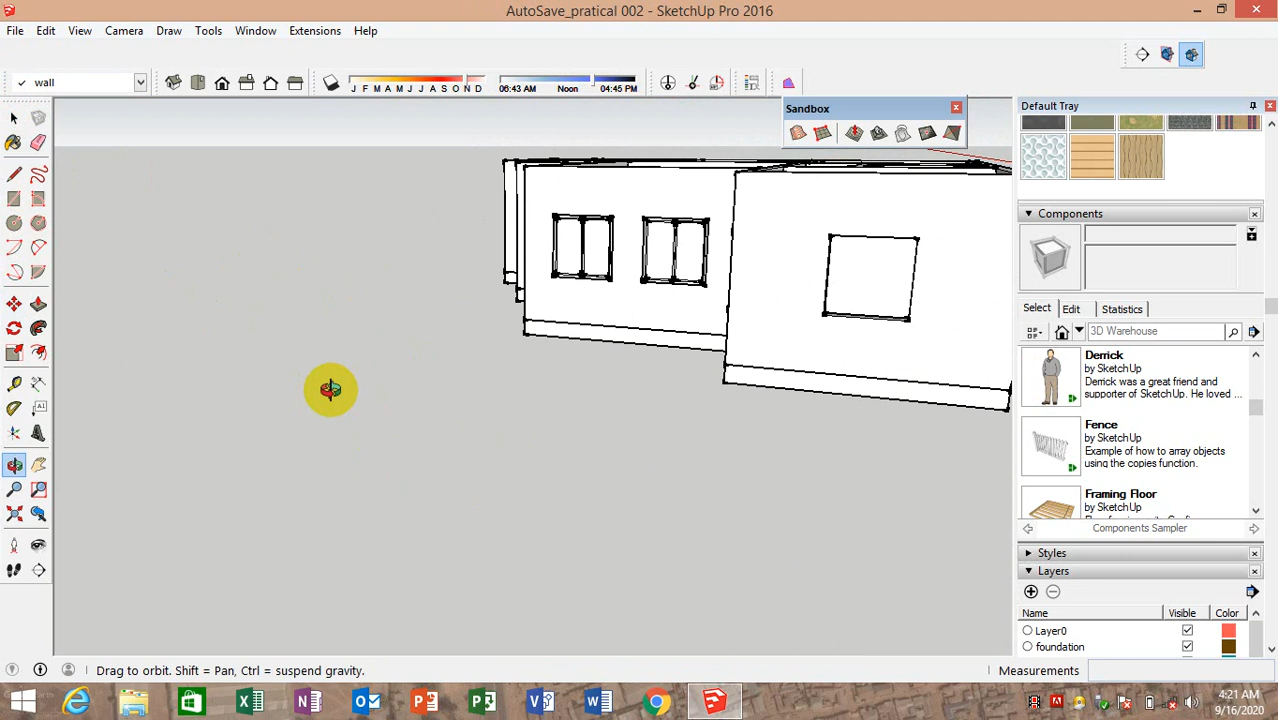 AutoSave_pratical 002 - SketchUp Pro 2016
File Edit View Camera Draw Tools Window Extensions Help
wall
J F M A M J J A S O N D
06:43 AM Noon 04:45 PM
Sandbox
Default Tray
Components
Select Edit Statistics
3D Warehouse
Derrick
by SketchUp
Derrick was a great friend and
supporter of SketchUp. He loved ...
Fence
by SketchUp
Example of how to array objects
using the copies function.
Framing Floor
by SketchUp
Components Sampler
Styles
Layers
Name Visible Color
Layer0
foundation
Drag to orbit. Shift = Pan, Ctrl = suspend gravity.
Measurements
4:21 AM
9/16/2020